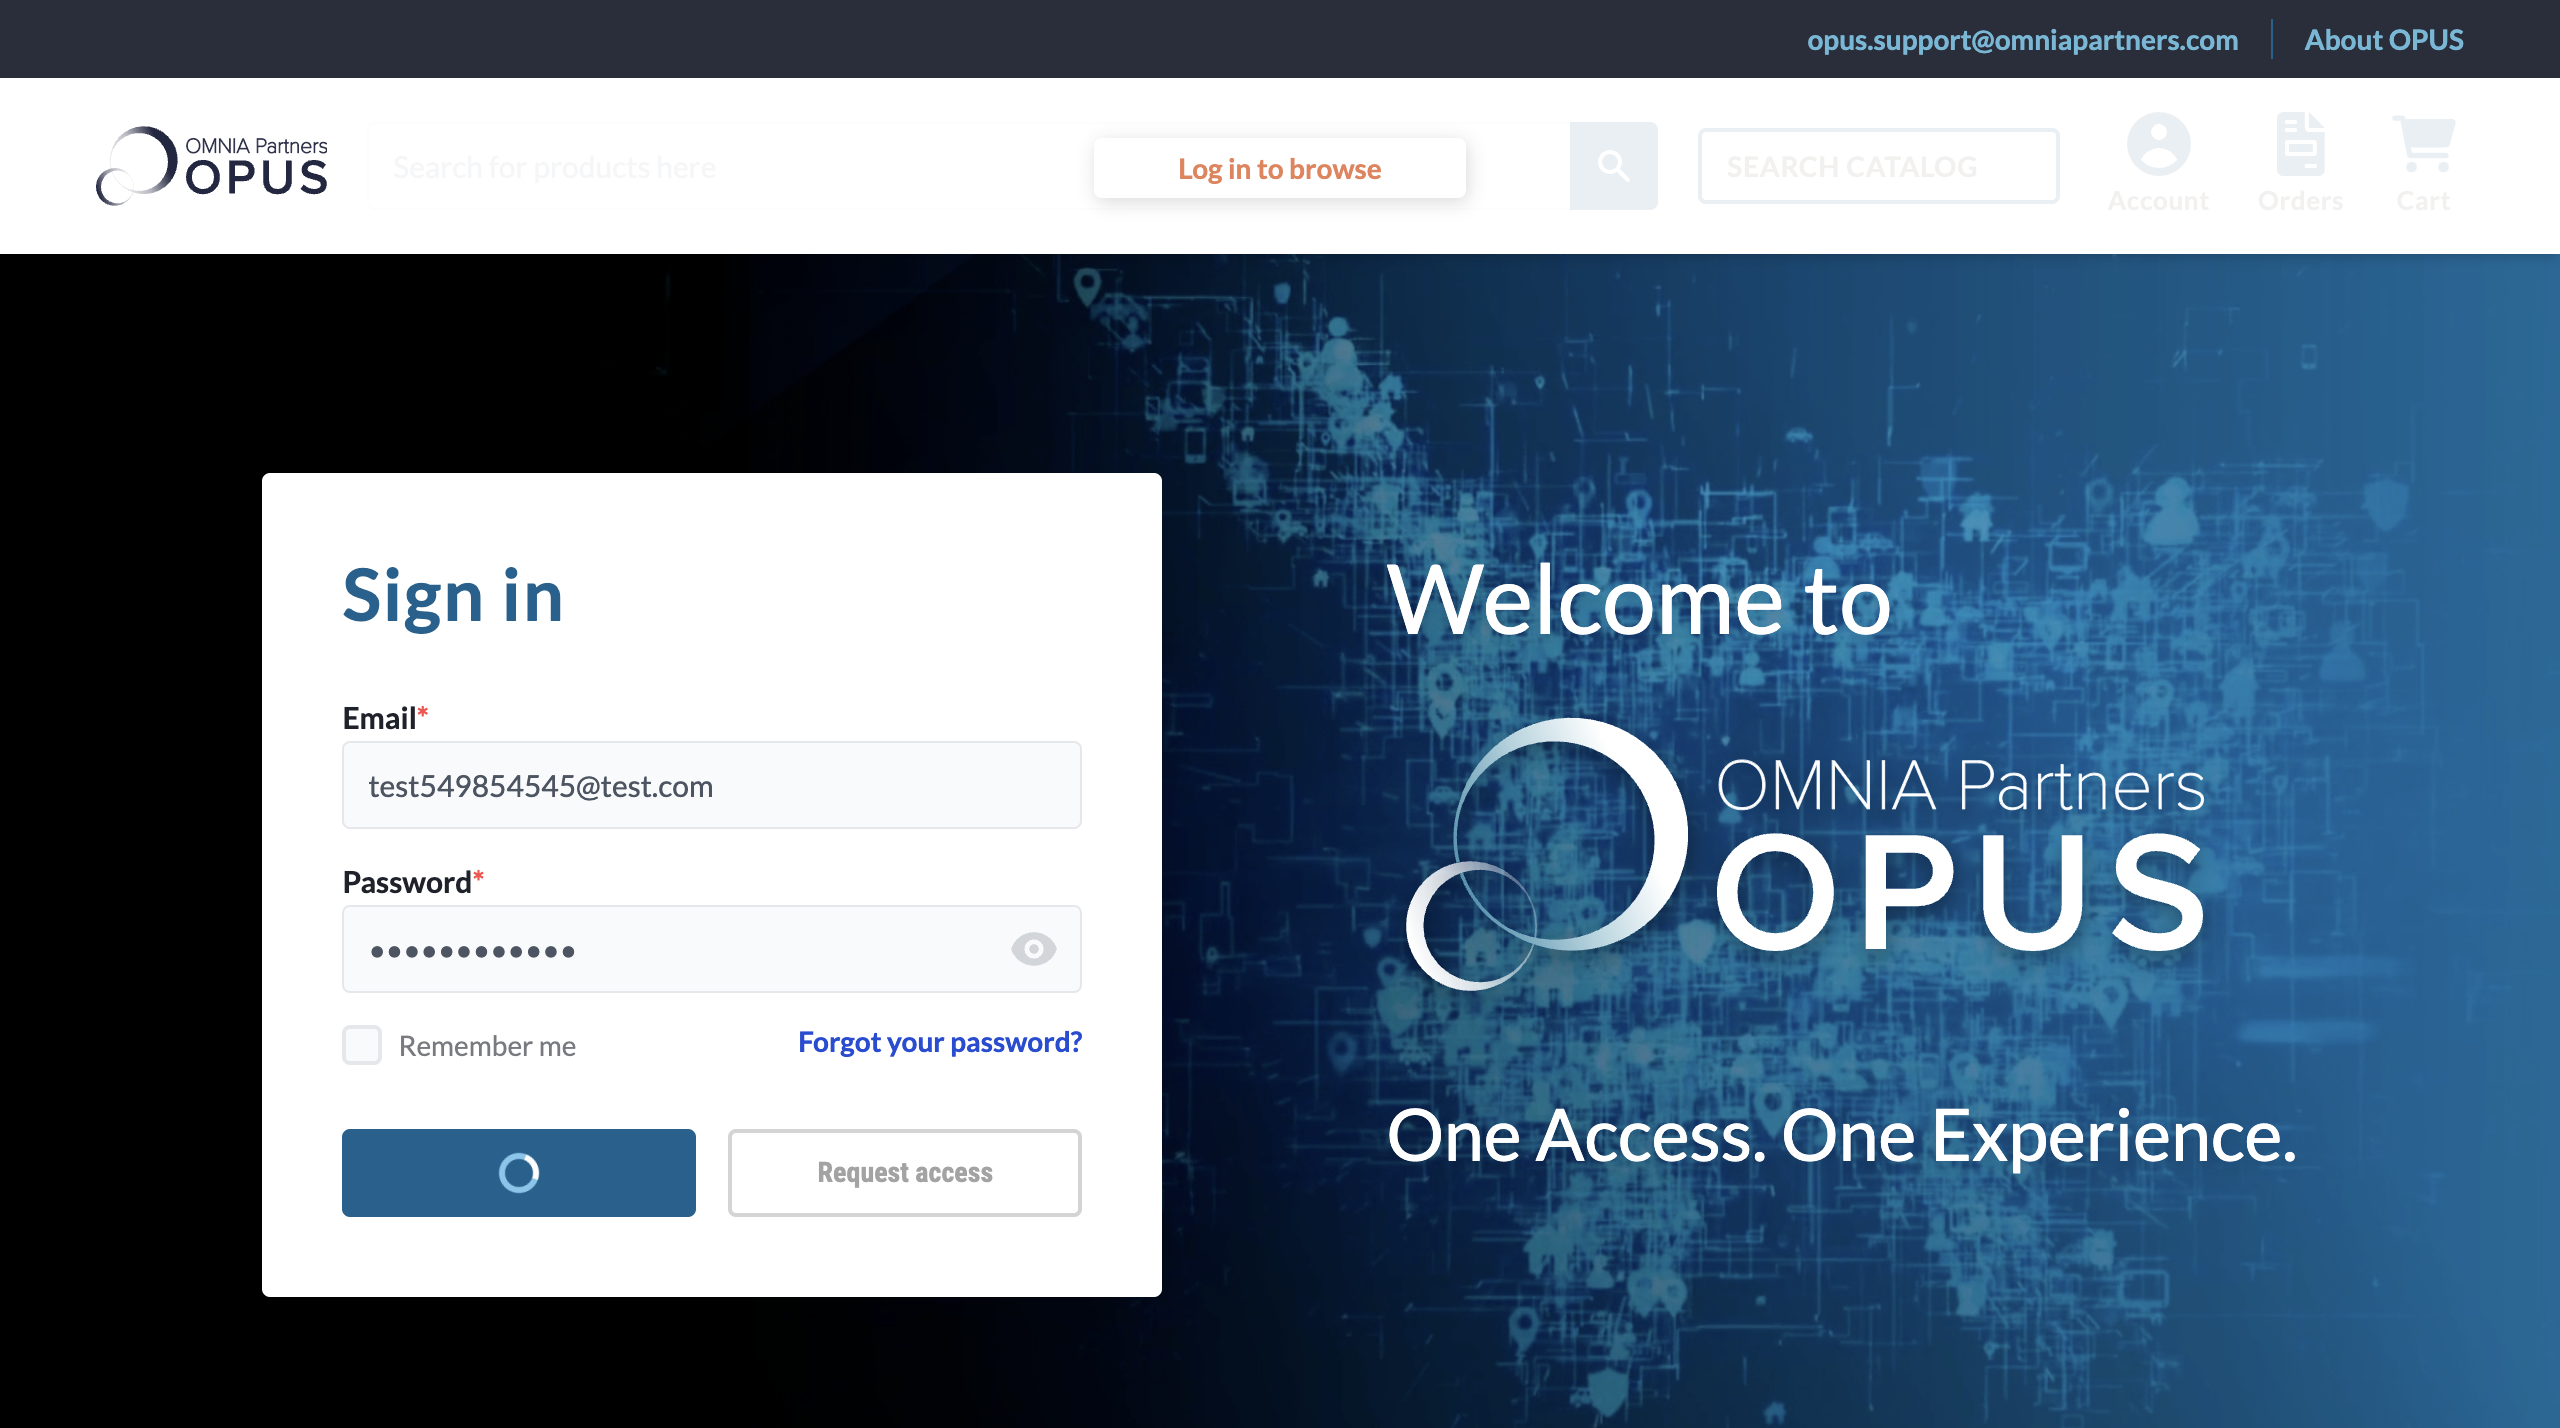 opus.support@omniapartners.com
About OPUS
OMNIA Partners
OPUS
Search for products here
Log in to browse
SEARCH CATALOG
Account
Orders
Cart
Sign in
Email*
test549854545@test.com
Password*
••••••••••••
Remember me
Forgot your password?
Request access
Welcome to
OMNIA Partners
OPUS
One Access. One Experience.